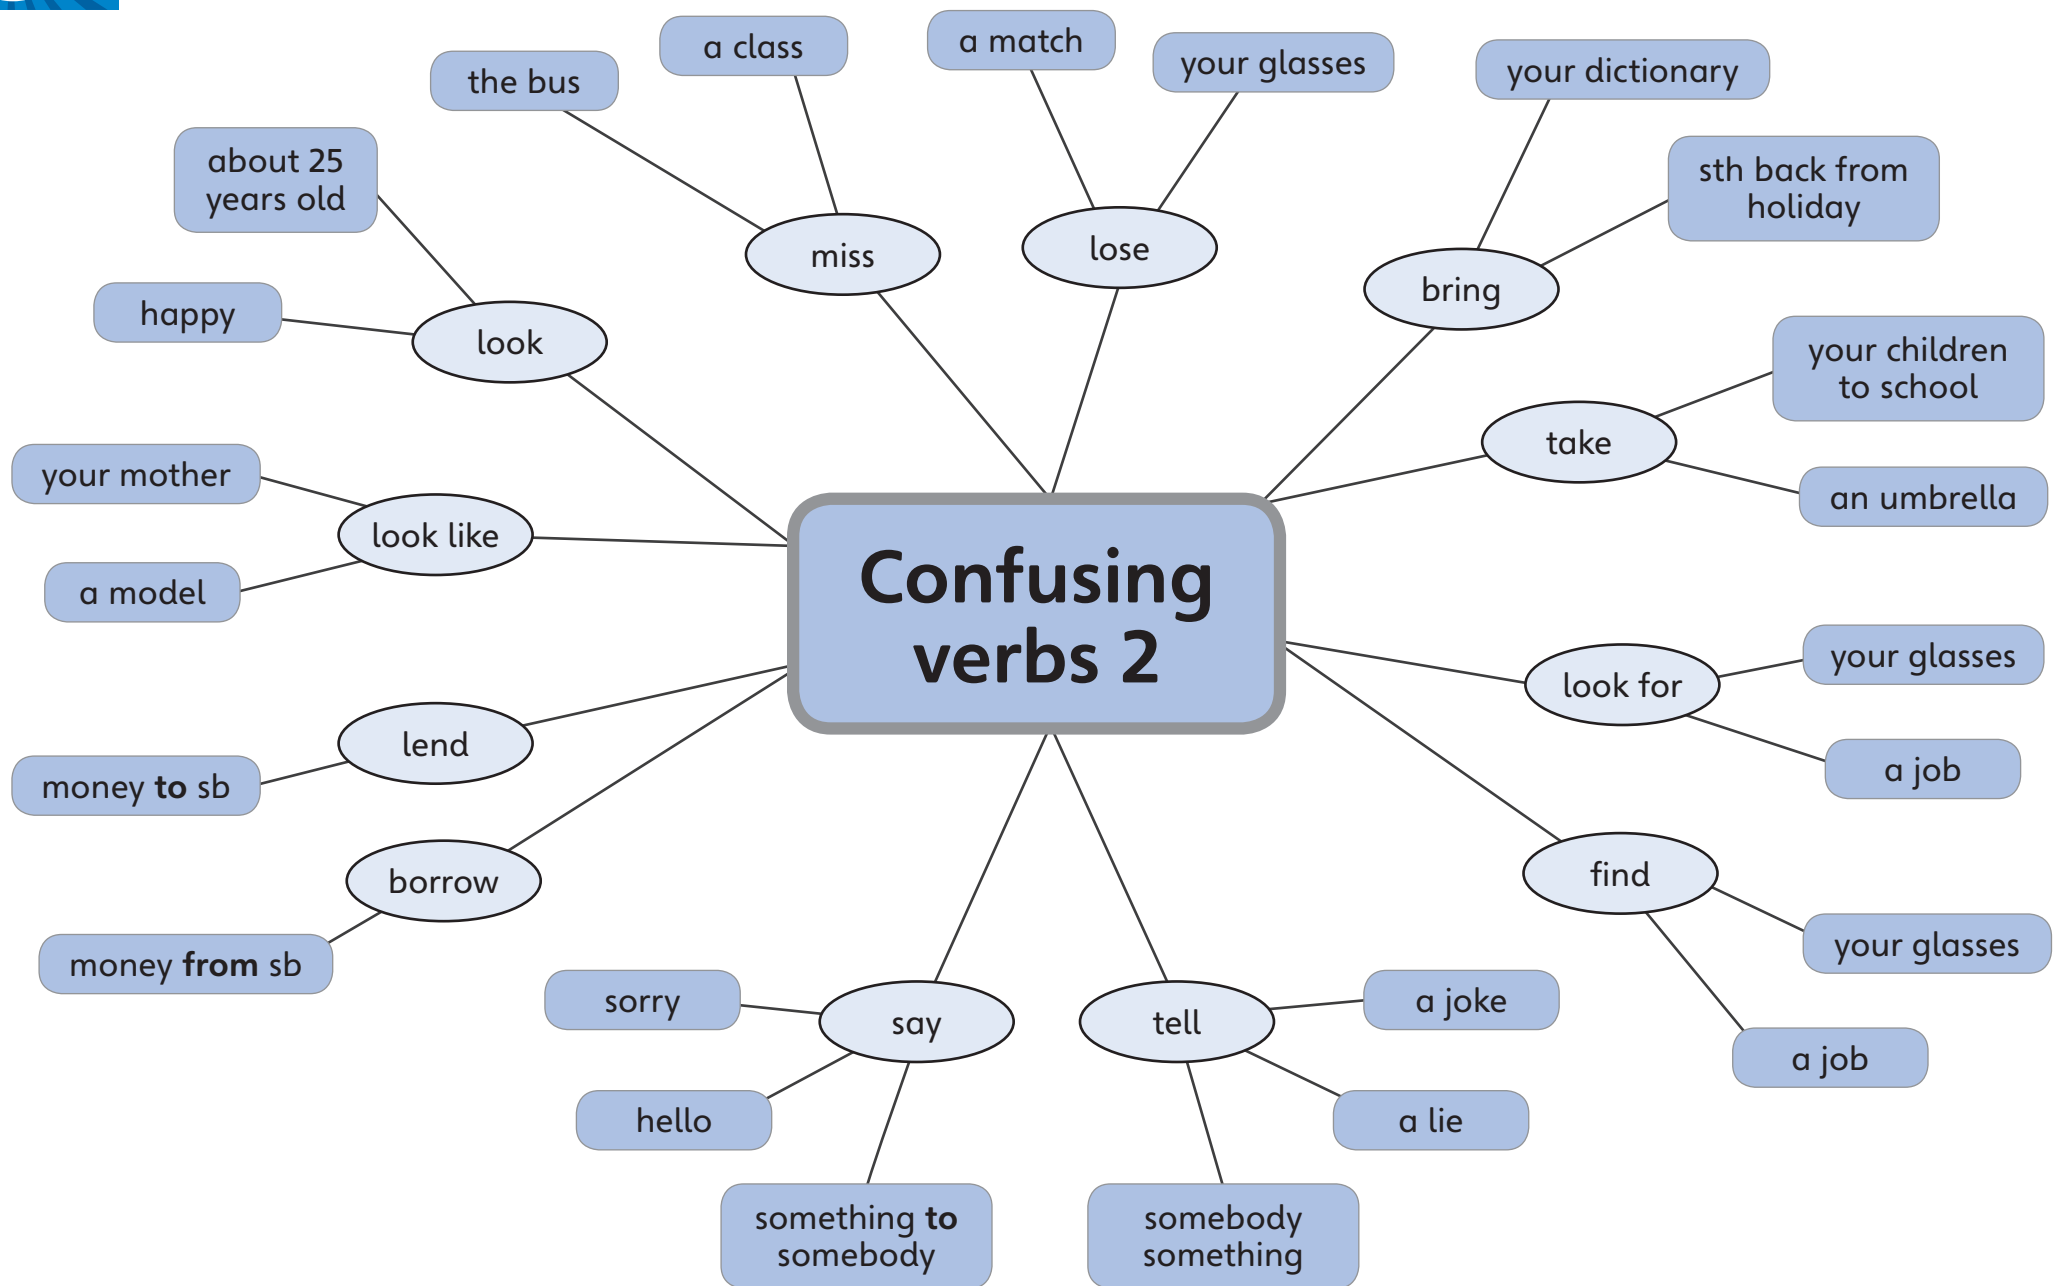 a class
a match
your glasses
your dictionary
the bus
about 25
years old
sth back from
holiday
miss
lose
bring
happy
look
your children
to school
take
your mother
look like
an umbrella
a model
Confusing
verbs 2
your glasses
look for
lend
money to sb
a job
borrow
find
money from sb
your glasses
sorry
say
tell
a joke
a job
hello
a lie
something to
somebody
somebody
something